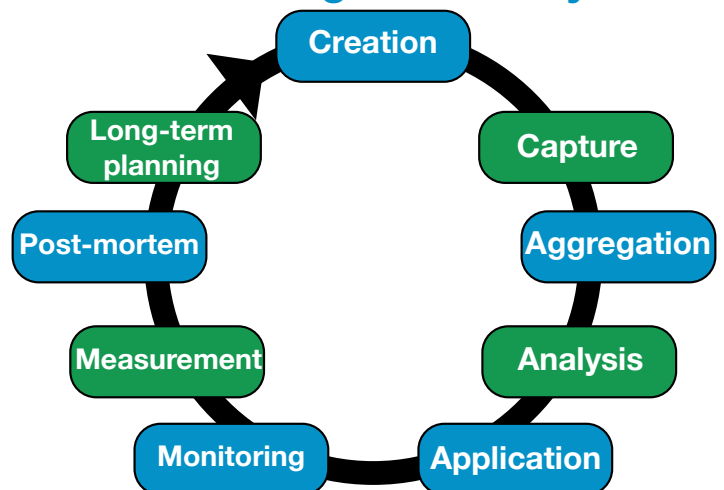 Creation
Capture
Aggregation
Analysis
Application
Monitoring
Measurement
Post-mortem
Long-term
planning